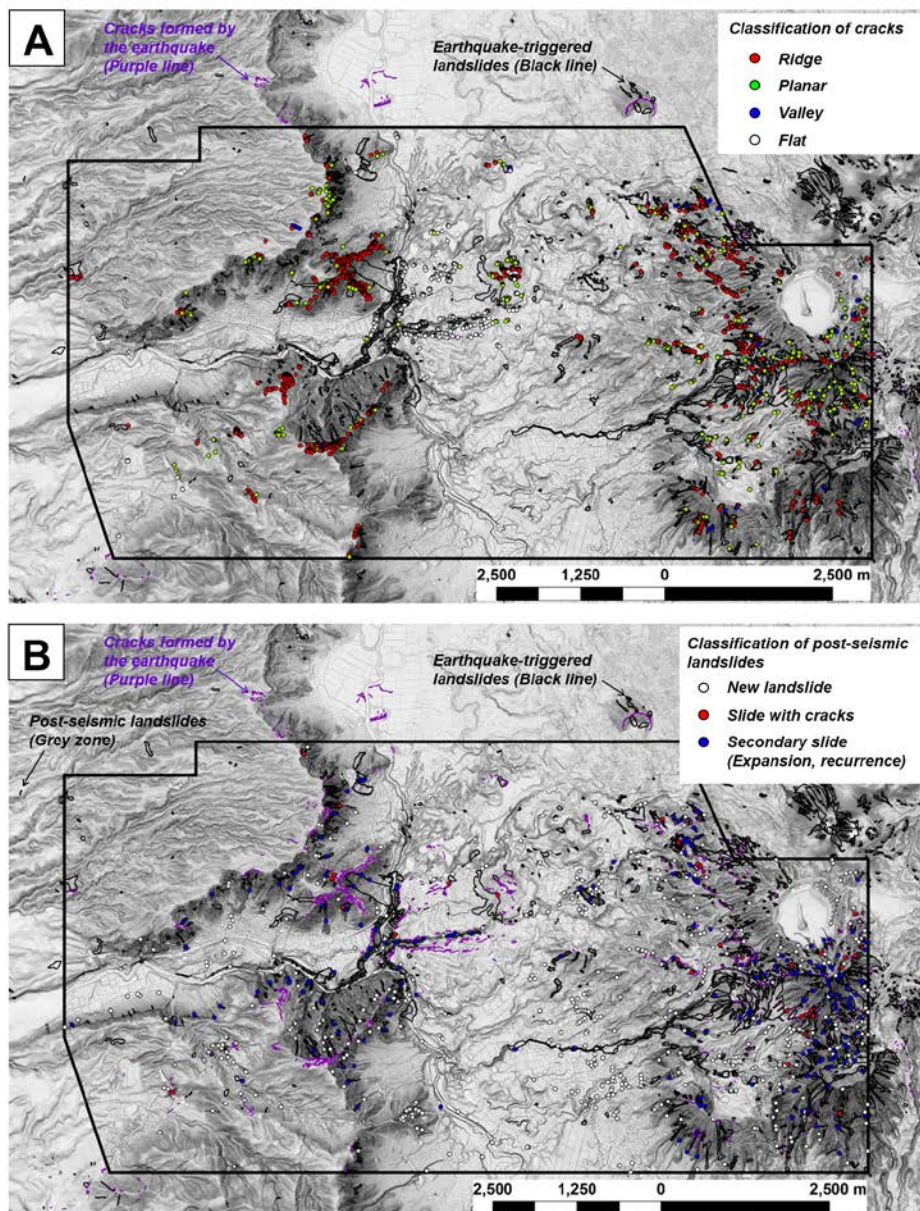 A
Cracks formed by
the earthquake
(Purple line)
Earthquake-triggered
landslides (Black line)
Classification of cracks
Ridge
Planar
Valley
Flat
2,500 1,250 0 2,500 m
B
Cracks formed by
the earthquake
(Purple line)
Earthquake-triggered
landslides (Black line)
Post-seismic landslides
(Grey zone)
Classification of post-seismic
landslides
New landslide
Slide with cracks
Secondary slide
(Expansion, recurrence)
2,500 1,250 0 2,500 m